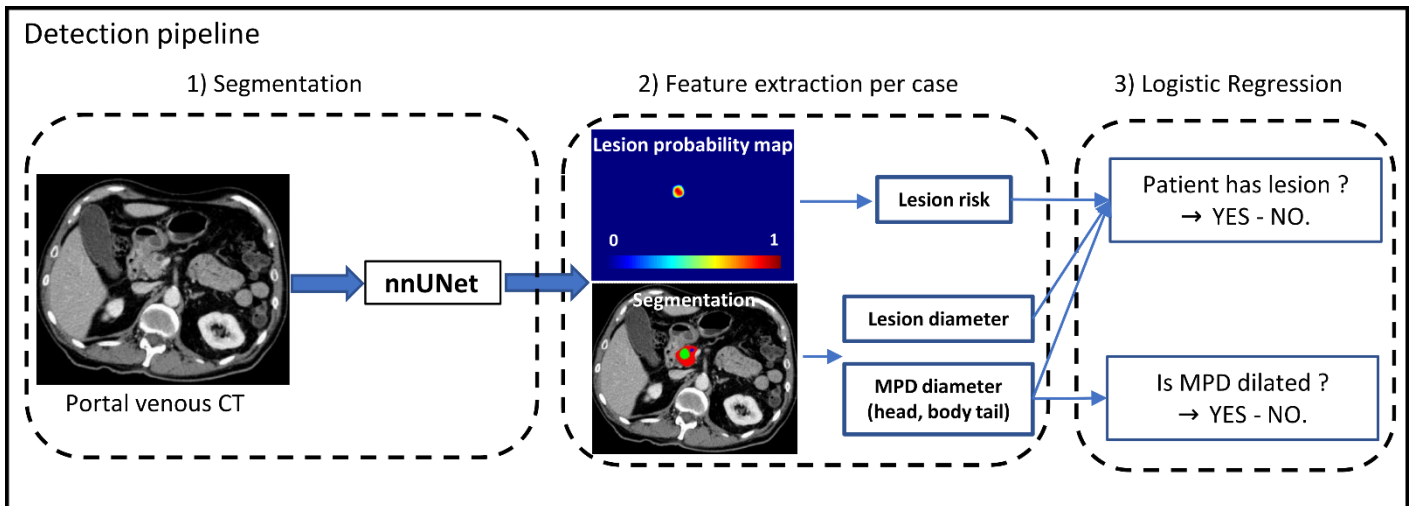 Detection pipeline
1) Segmentation
2) Feature extraction per case
3) Logistic Regression
Portal venous CT
nnUNet
Lesion probability map
0 1
Segmentation
Lesion risk
Lesion diameter
MPD diameter
(head, body tail)
Patient has lesion ?
→ YES - NO.
Is MPD dilated ?
→ YES - NO.